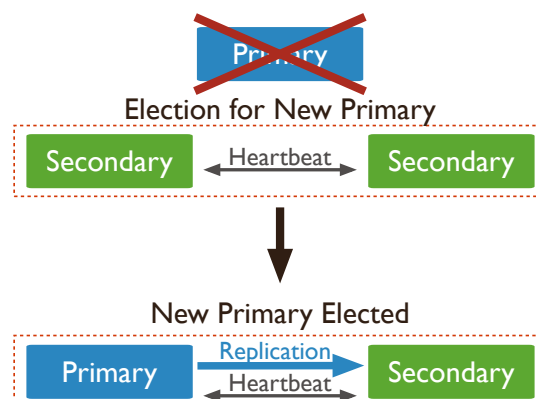 Primary
Election for New Primary
Secondary Heartbeat Secondary
New Primary Elected
Replication
Primary Secondary
Heartbeat